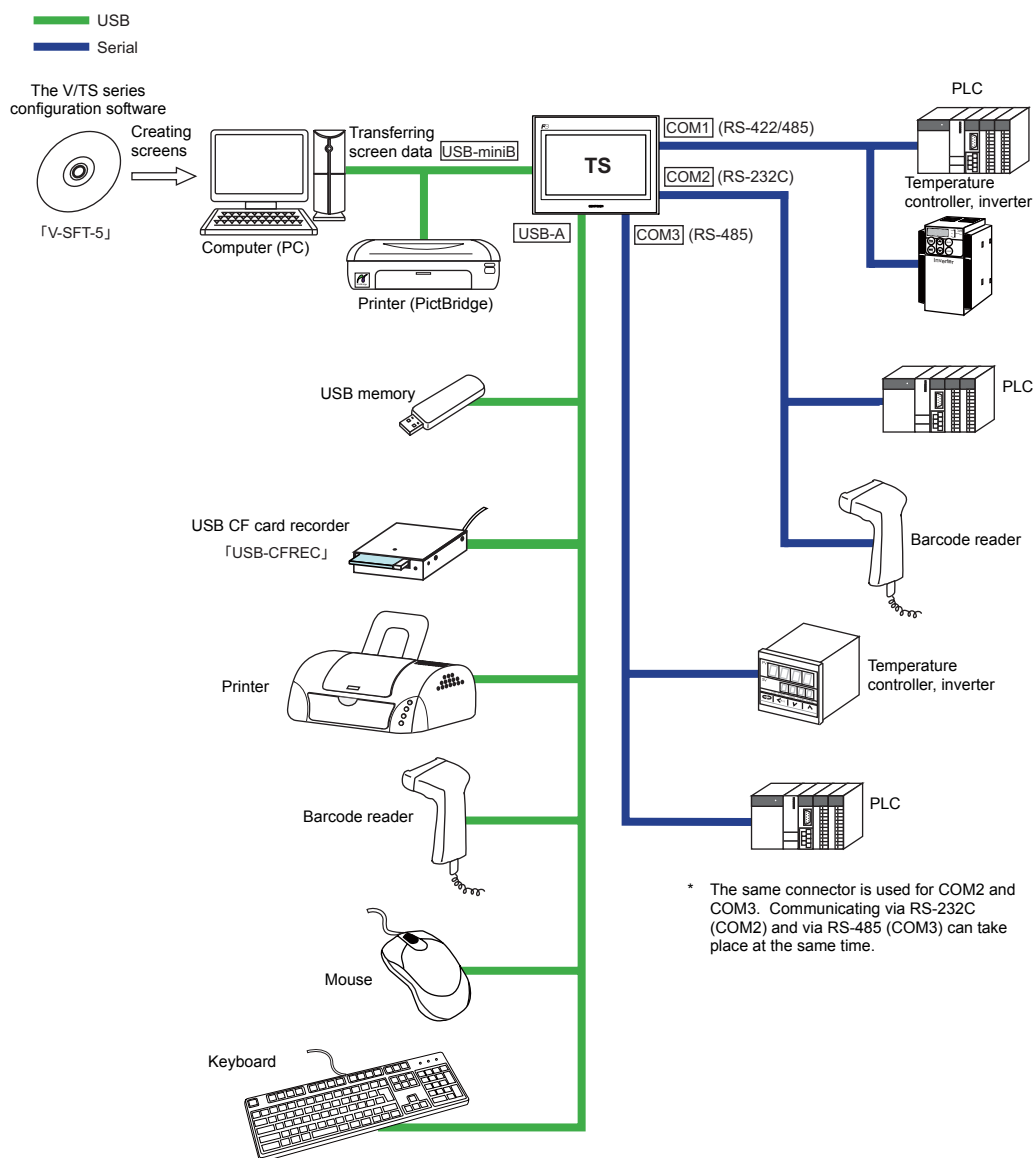 USB
Serial
The V/TS series
configuration software
Creating
screens
「V-SFT-5」
Computer (PC)
Transferring
screen data
USB-miniB
Printer (PictBridge)
TS
COM1 (RS-422/485)
COM2 (RS-232C)
USB-A
COM3 (RS-485)
PLC
Temperature
controller, inverter
Inverter
USB memory
PLC
USB CF card recorder
「USB-CFREC」
Barcode reader
Printer
Temperature
controller, inverter
Barcode reader
PLC
* The same connector is used for COM2 and
COM3. Communicating via RS-232C
(COM2) and via RS-485 (COM3) can take
place at the same time.
Mouse
Keyboard